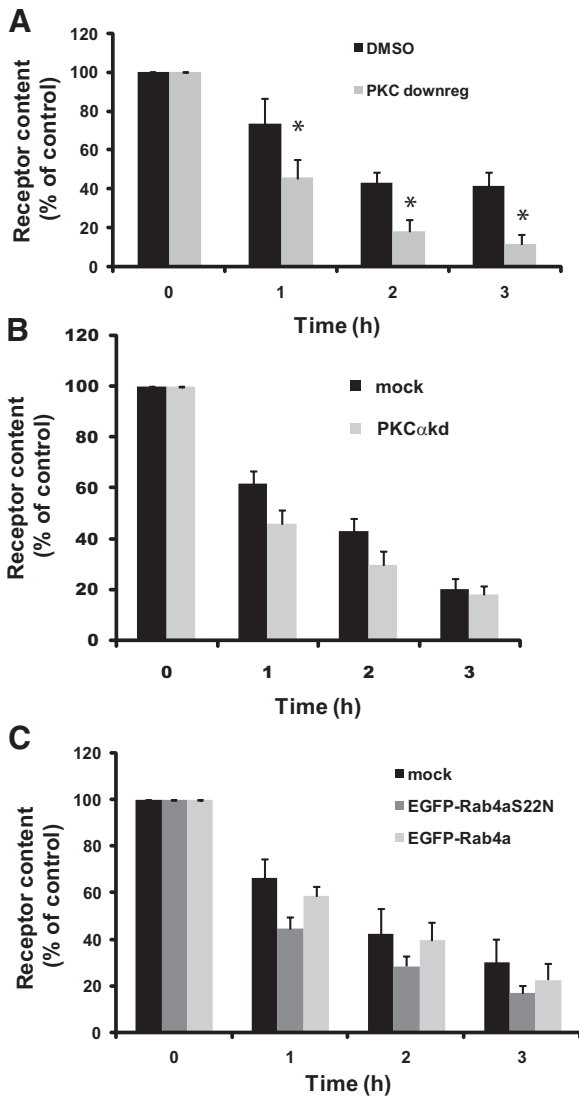 A
Receptor content
(% of control)
120
100
80
60
40
20
0
DMSO
PKC downreg
*
*
*
0 1 2 3
Time (h)
B
Receptor content
(% of control)
120
100
80
60
40
20
0
mock
PKCαkd
0 1 2 3
Time (h)
C
Receptor content
(% of control)
120
100
80
60
40
20
0
mock
EGFP-Rab4aS22N
EGFP-Rab4a
0 1 2 3
Time (h)